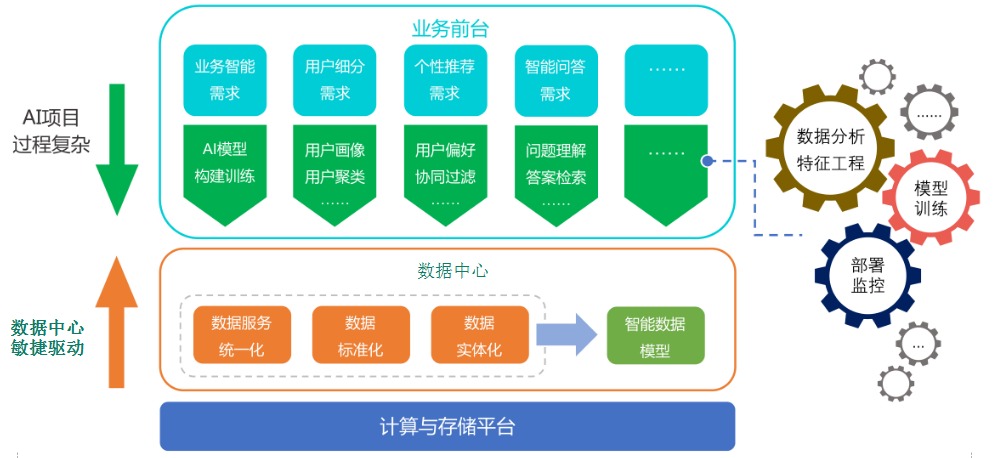 业务前台
业务智能
需求
用户细分
需求
个性推荐
需求
智能问答
需求
……
AI模型
构建训练
用户画像
用户聚类
……
用户偏好
协同过滤
……
问题理解
答案检索
……
……
AI项目
过程复杂
数据中心
敏捷驱动
数据中心
数据服务
统一化
数据
标准化
数据
实体化
智能数据
模型
计算与存储平台
……
数据分析
特征工程
模型
训练
部署
监控
…